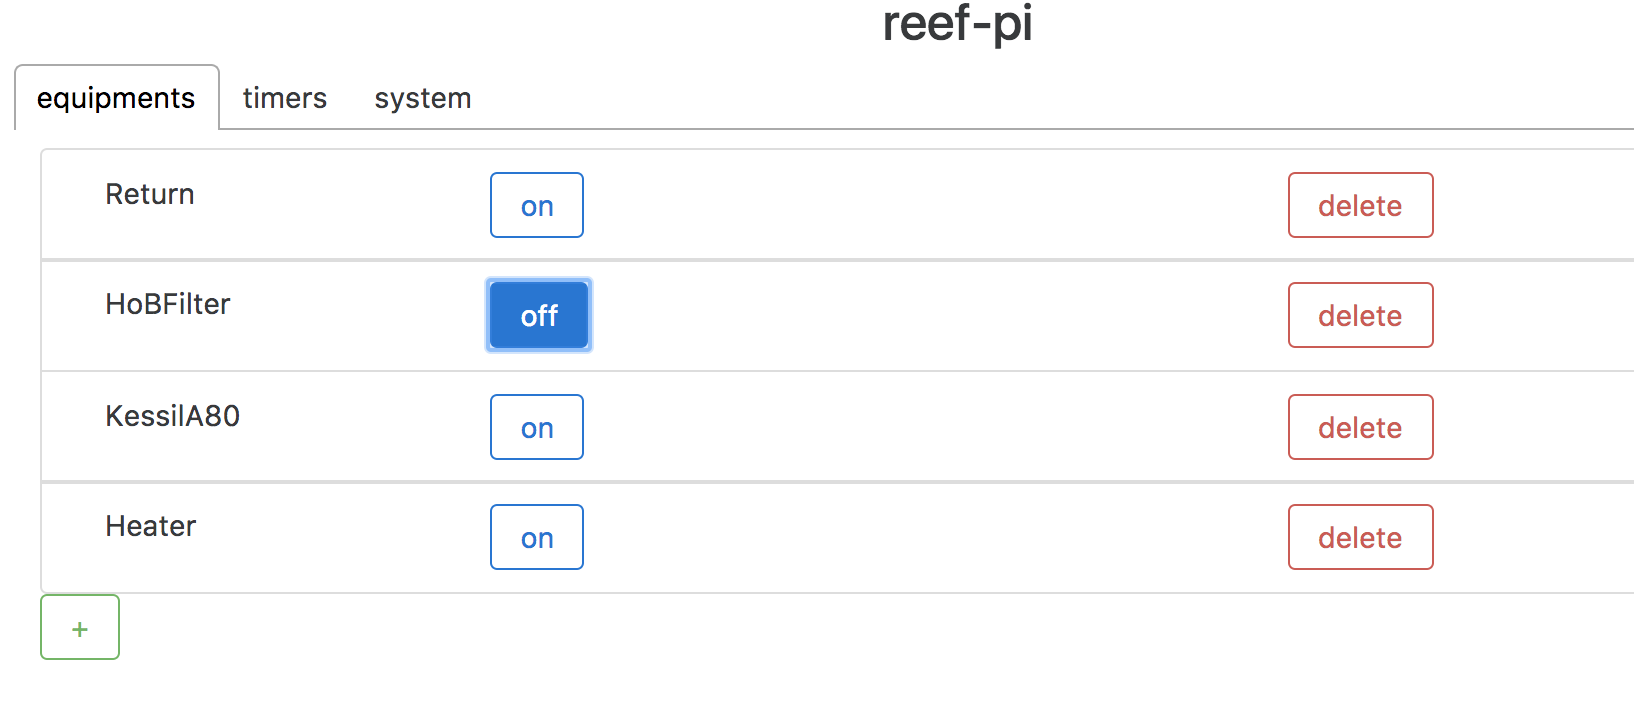 reef-pi
equipments timers system
Return on delete
HoBFilter off delete
KessilA80 on delete
Heater on delete
+